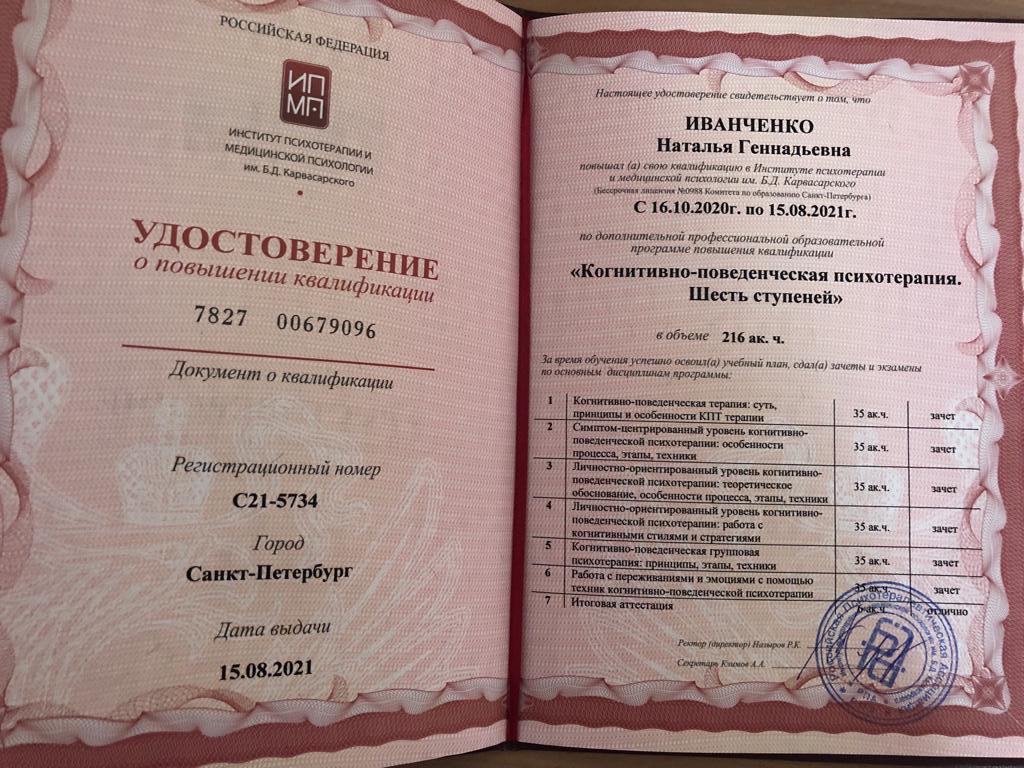 РОССИЙСКАЯ ФЕДЕРАЦИЯ
ИП
МП
ИНСТИТУТ ПСИХОТЕРАПИИ И
МЕДИЦИНСКОЙ ПСИХОЛОГИИ
им. Б.Д. Карвасарского
УДОСТОВЕРЕНИЕ
о повышении квалификации
7827 00679096
Документ о квалификации
Регистрационный номер
С21-5734
Город
Санкт-Петербург
Дата выдачи
15.08.2021
Настоящее удостоверение свидетельствует о том, что
ИВАНЧЕНКО
Наталья Геннадьевна
повышал (а) свою квалификацию в Институте психотерапии
и медицинской психологии им. Б.Д. Карвасарского
(Бессрочная лицензия №0988 Комитета по образованию Санкт-Петербурга)
С 16.10.2020г. по 15.08.2021г.
по дополнительной профессиональной образовательной
программе повышения квалификации
«Когнитивно-поведенческая психотерапия.
Шесть ступеней»
в объеме 216 ак. ч.
За время обучения успешно освоил(а) учебный план, сдал(а) зачеты и экзамены
по основным дисциплинам программы:
1 Когнитивно-поведенческая терапия: суть,
принципы и особенности КПТ терапии 35 ак.ч. зачет
2 Симптом-центрированный уровень когнитивно-
поведенческой психотерапии: особенности
процесса, этапы, техники 35 ак.ч. зачет
3 Личностно-ориентированный уровень когнитивно-
поведенческой психотерапии: теоретическое
обоснование, особенности процесса, этапы, техники 35 ак.ч. зачет
4 Личностно-ориентированный уровень когнитивно-
поведенческой психотерапии: работа с
когнитивными стилями и стратегиями 35 ак.ч. зачет
5 Когнитивно-поведенческая групповая
психотерапия: принципы, этапы, техники 35 ак.ч. зачет
6 Работа с переживаниями и эмоциями с помощью
техник когнитивно-поведенческой психотерапии 35 ак.ч. зачет
7 Итоговая аттестация 6 ак.ч. отлично
Ректор (директор) Назыров Р.К.
Секретарь Климов А.А.